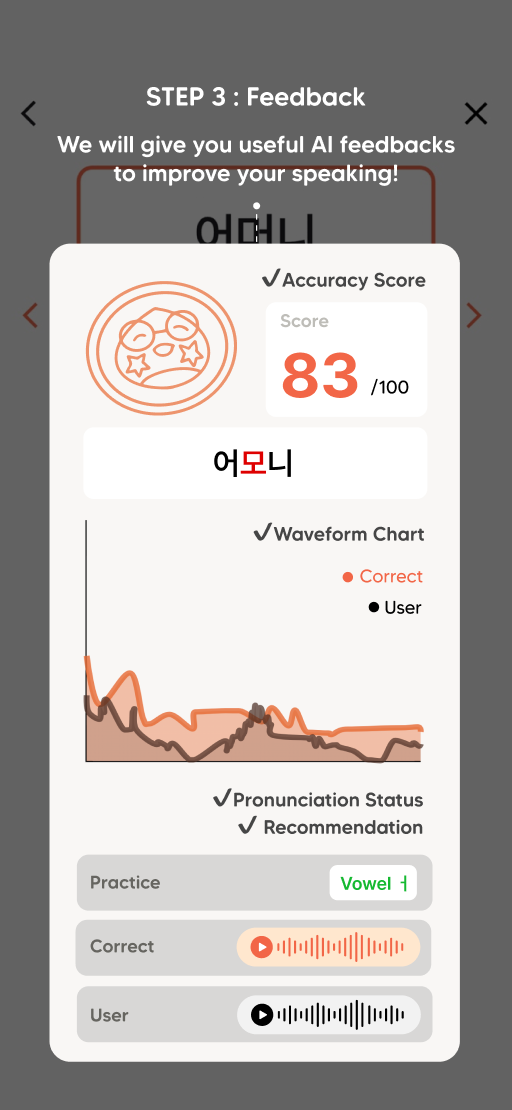 STEP 3 : Feedback
We will give you useful AI feedbacks
to improve your speaking!
어머니
Accuracy Score
Score
83 /100
어모니
Waveform Chart
Correct
User
Pronunciation Status
Recommendation
Practice
Vowel ㅓ
Correct
User